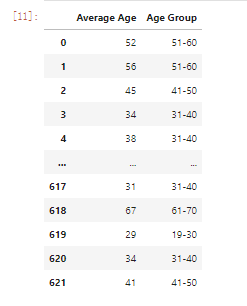 [11]:
Average Age Age Group
0 52 51-60
1 56 51-60
2 45 41-50
3 34 31-40
4 38 31-40
... ... ...
617 31 31-40
618 67 61-70
619 29 19-30
620 34 31-40
621 41 41-50